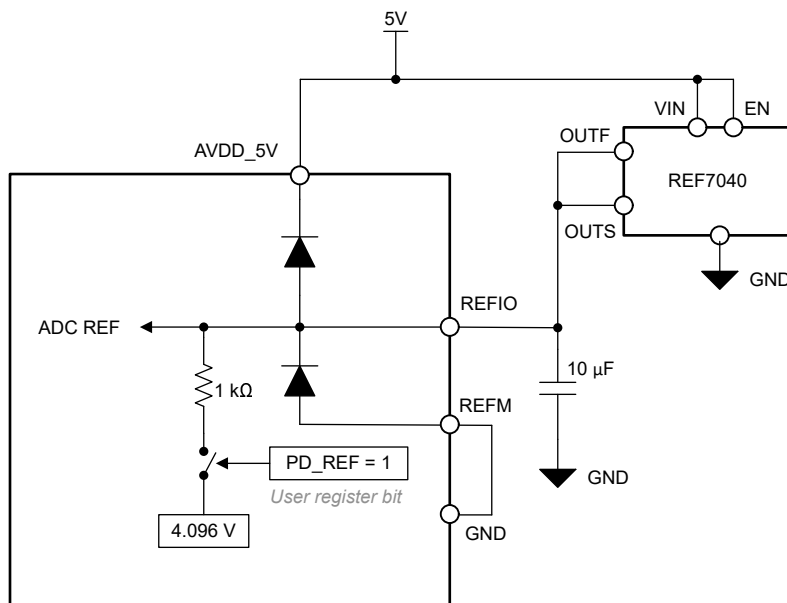 5V
VIN
EN
OUTF
AVDD_5V
REF7040
OUTS
GND
REFIO
ADC REF
10 µF
1 kΩ
REFM
PD_REF = 1
GND
User register bit
4.096 V
GND